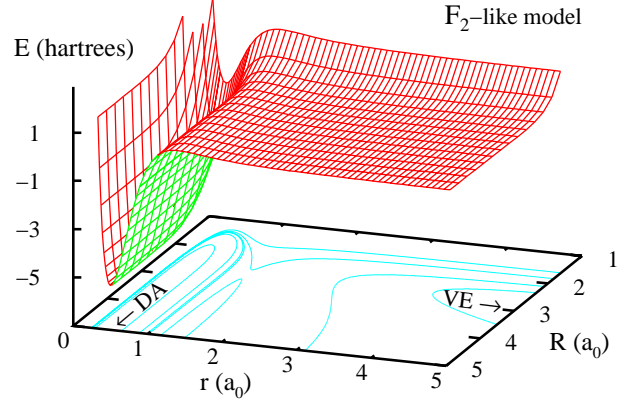 F₂−like model
E (hartrees)
1
−1
−3
−5
← DA
VE →
0
1
2
3
4
5
r (a₀)
5
4
3
2
1
R (a₀)